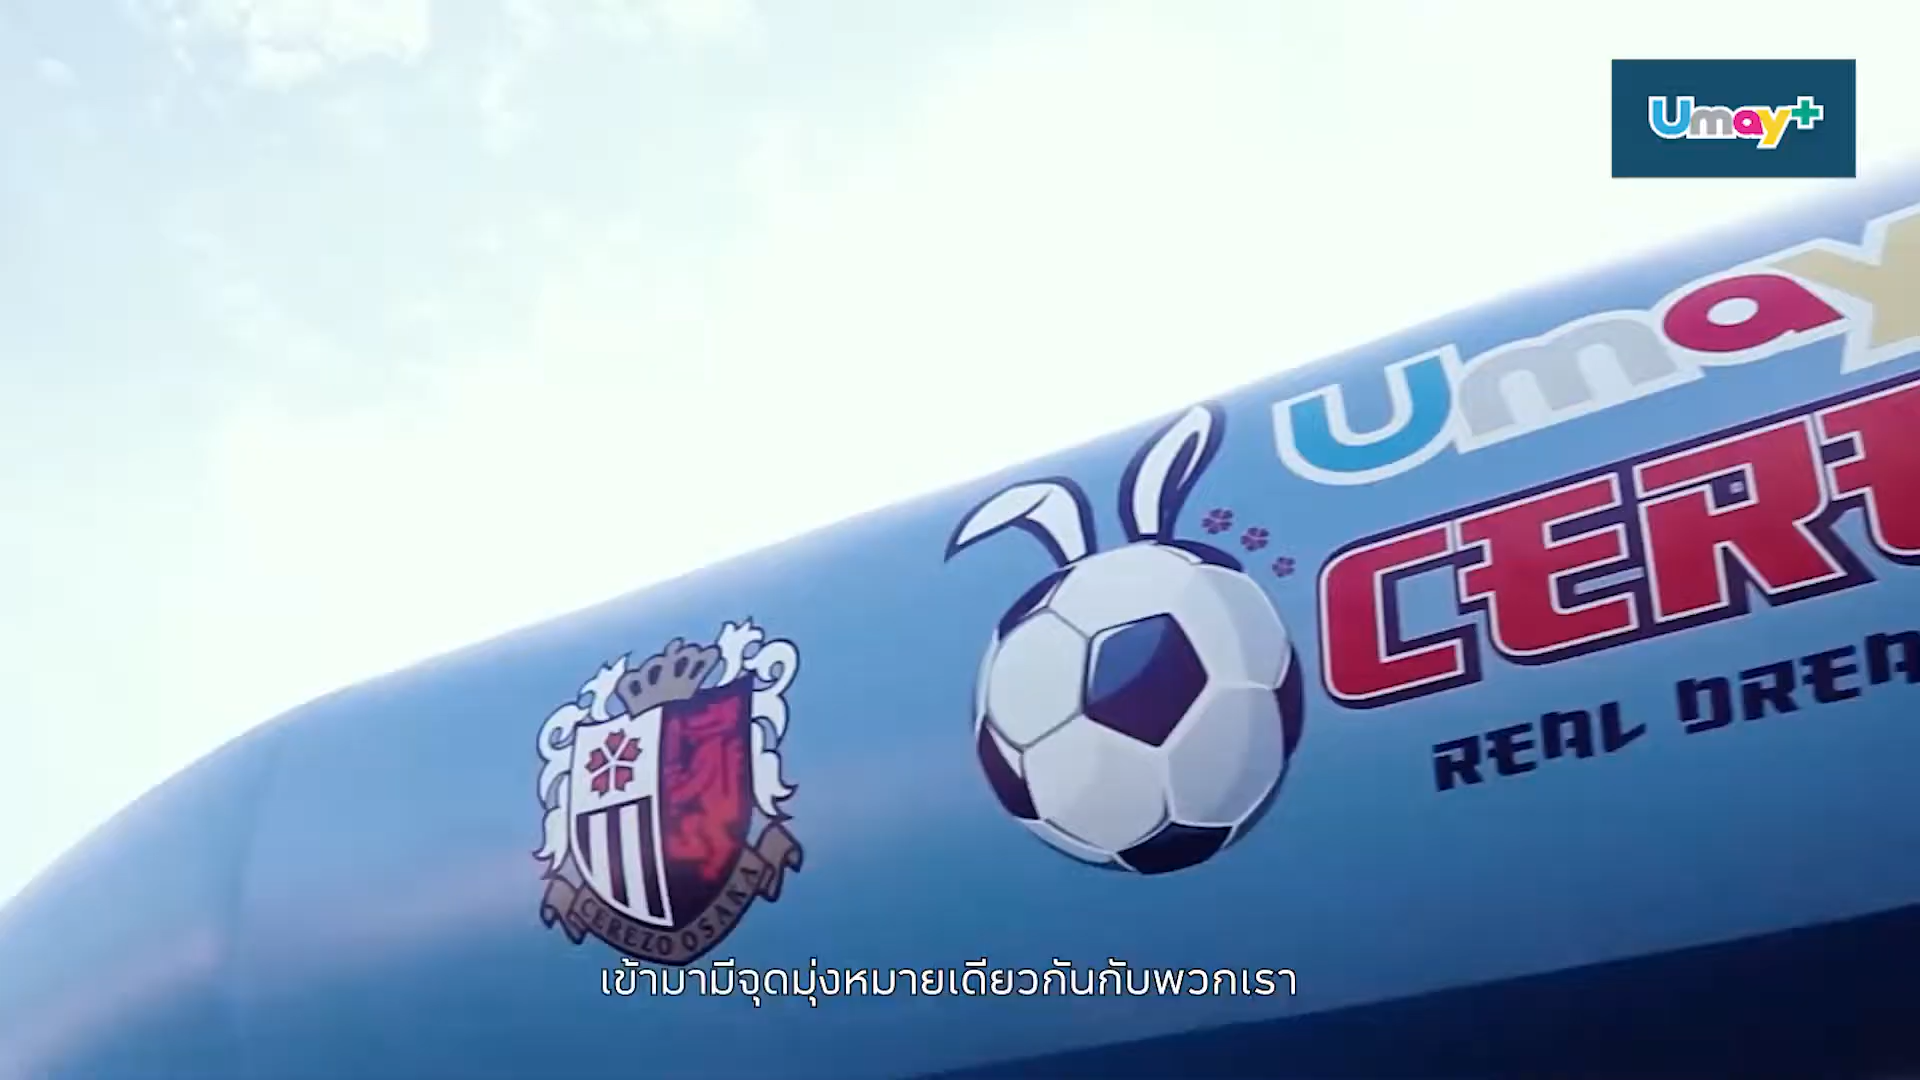 Umay+
Umay
CERE
REAL DREA
CEREZO OSAKA
เข้ามามีจุดมุ่งหมายเดียวกันกับพวกเรา